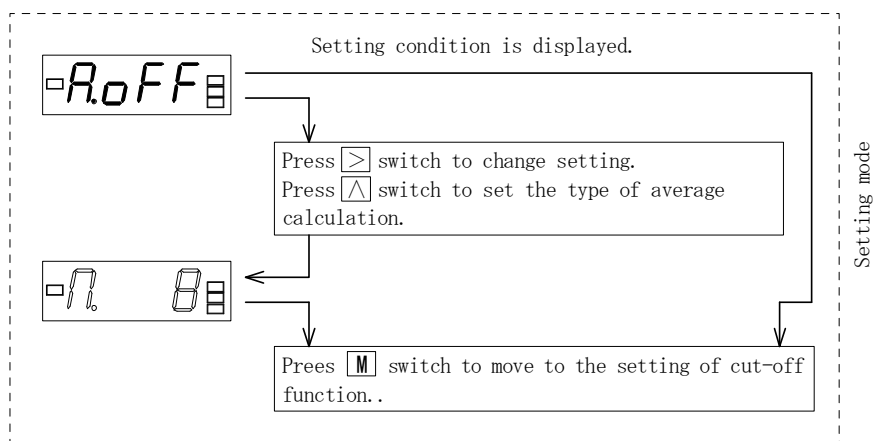 Setting condition is displayed.
A.oFF
Press > switch to change setting.
Press ∧ switch to set the type of average
calculation.
Setting mode
Π. 8
Prees M switch to move to the setting of cut-off
function..